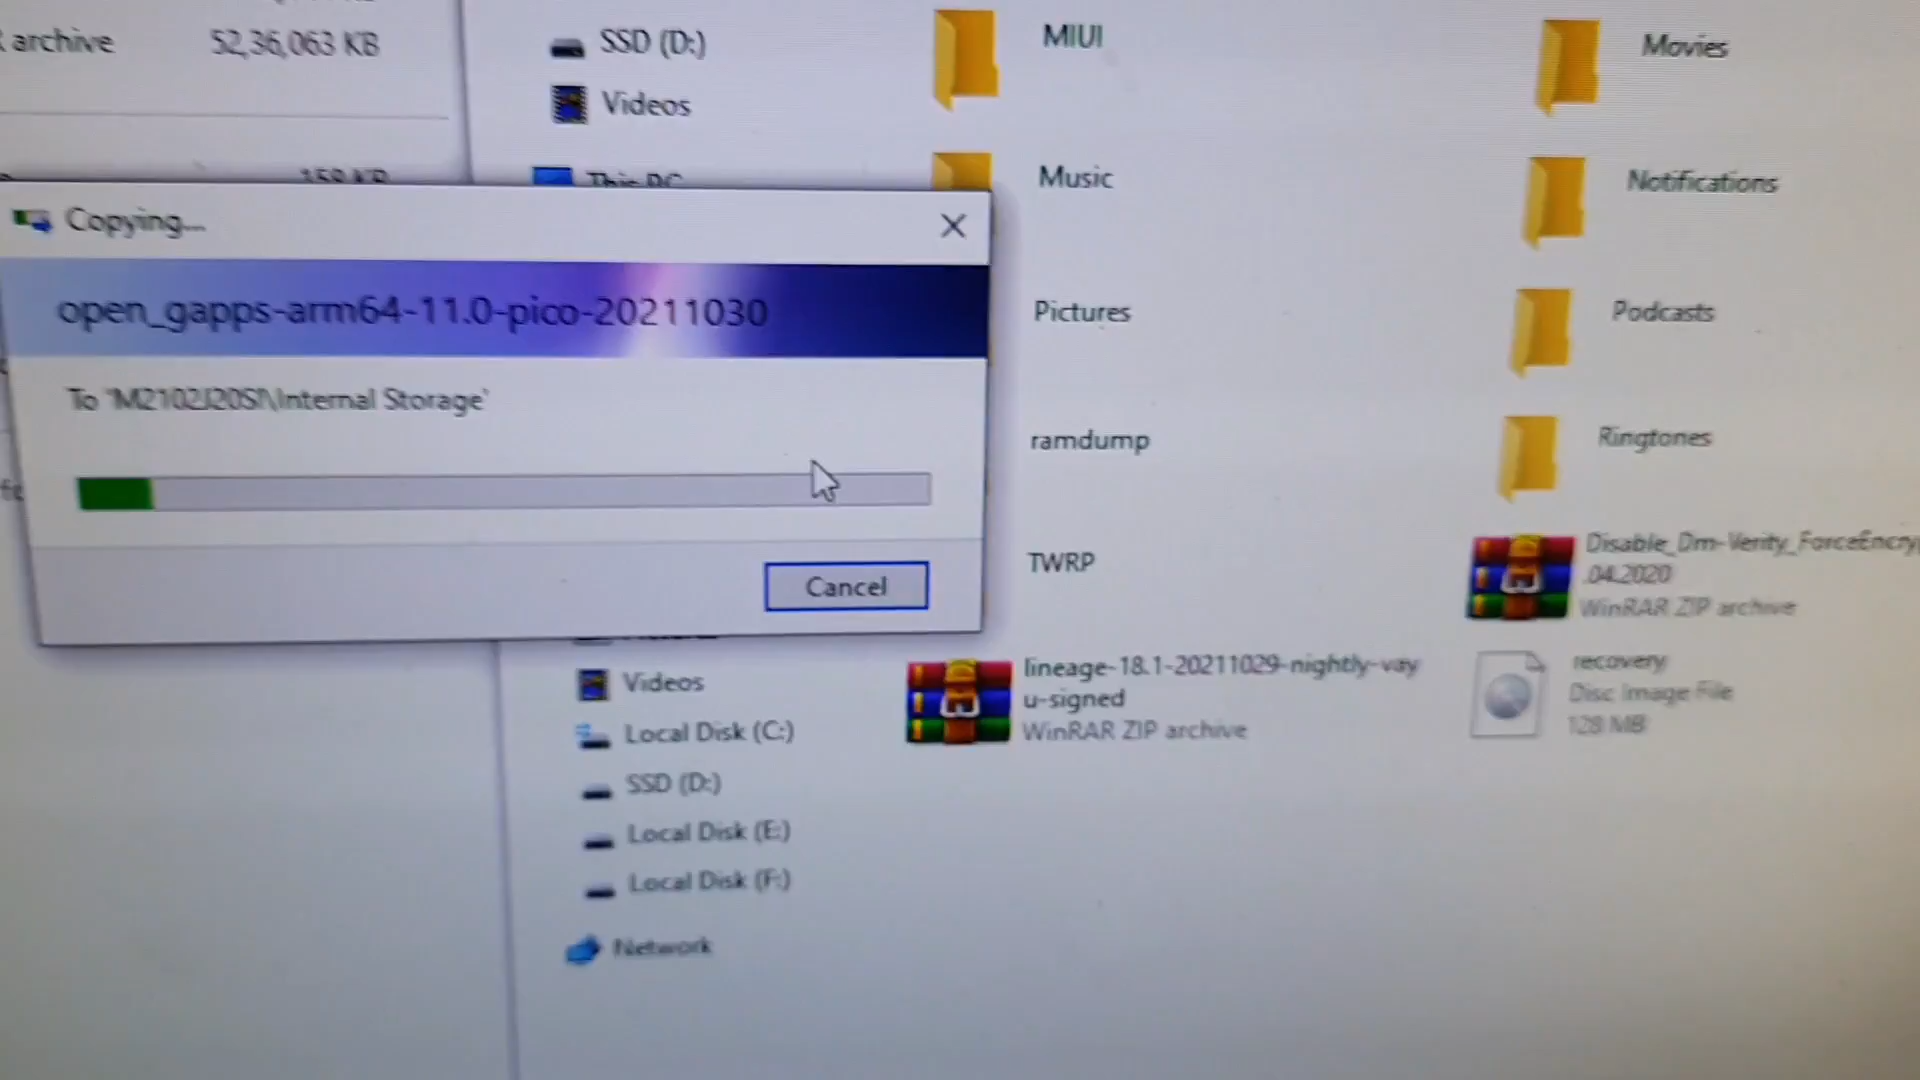 archive
52,36,063 KB
SSD (D:)
Videos
This PC
158 KB
Copying...
open_gapps-arm64-11.0-pico-20211030
To 'M2102J20SI\Internal Storage'
Cancel
Videos
Local Disk (C:)
SSD (D:)
Local Disk (E:)
Local Disk (F:)
Network
MIUI
Movies
Music
Notifications
Pictures
Podcasts
ramdump
Ringtones
TWRP
Disable_Dm-Verity_ForceEncry
.04.2020
WinRAR ZIP archive
lineage-18.1-20211029-nightly-vay
u-signed
WinRAR ZIP archive
recovery
Disc Image File
128 MB